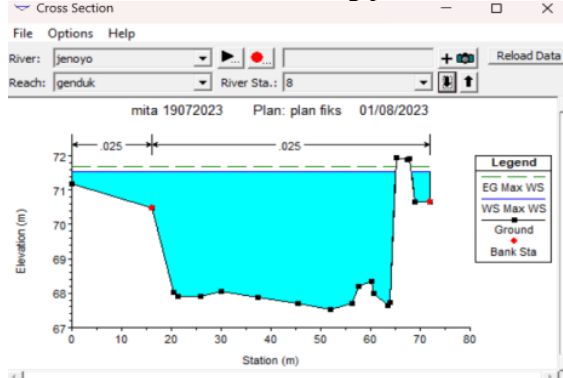 Cross Section
File Options Help
River: jenoyo ... ... + Reload Data
Reach: genduk River Sta.: 8
mita 19072023 Plan: plan fiks 01/08/2023
.025 .025
72
71
70
69
68
67
Elevation (m)
0 10 20 30 40 50 60 70 80
Station (m)
Legend
EG Max WS
WS Max WS
Ground
Bank Sta